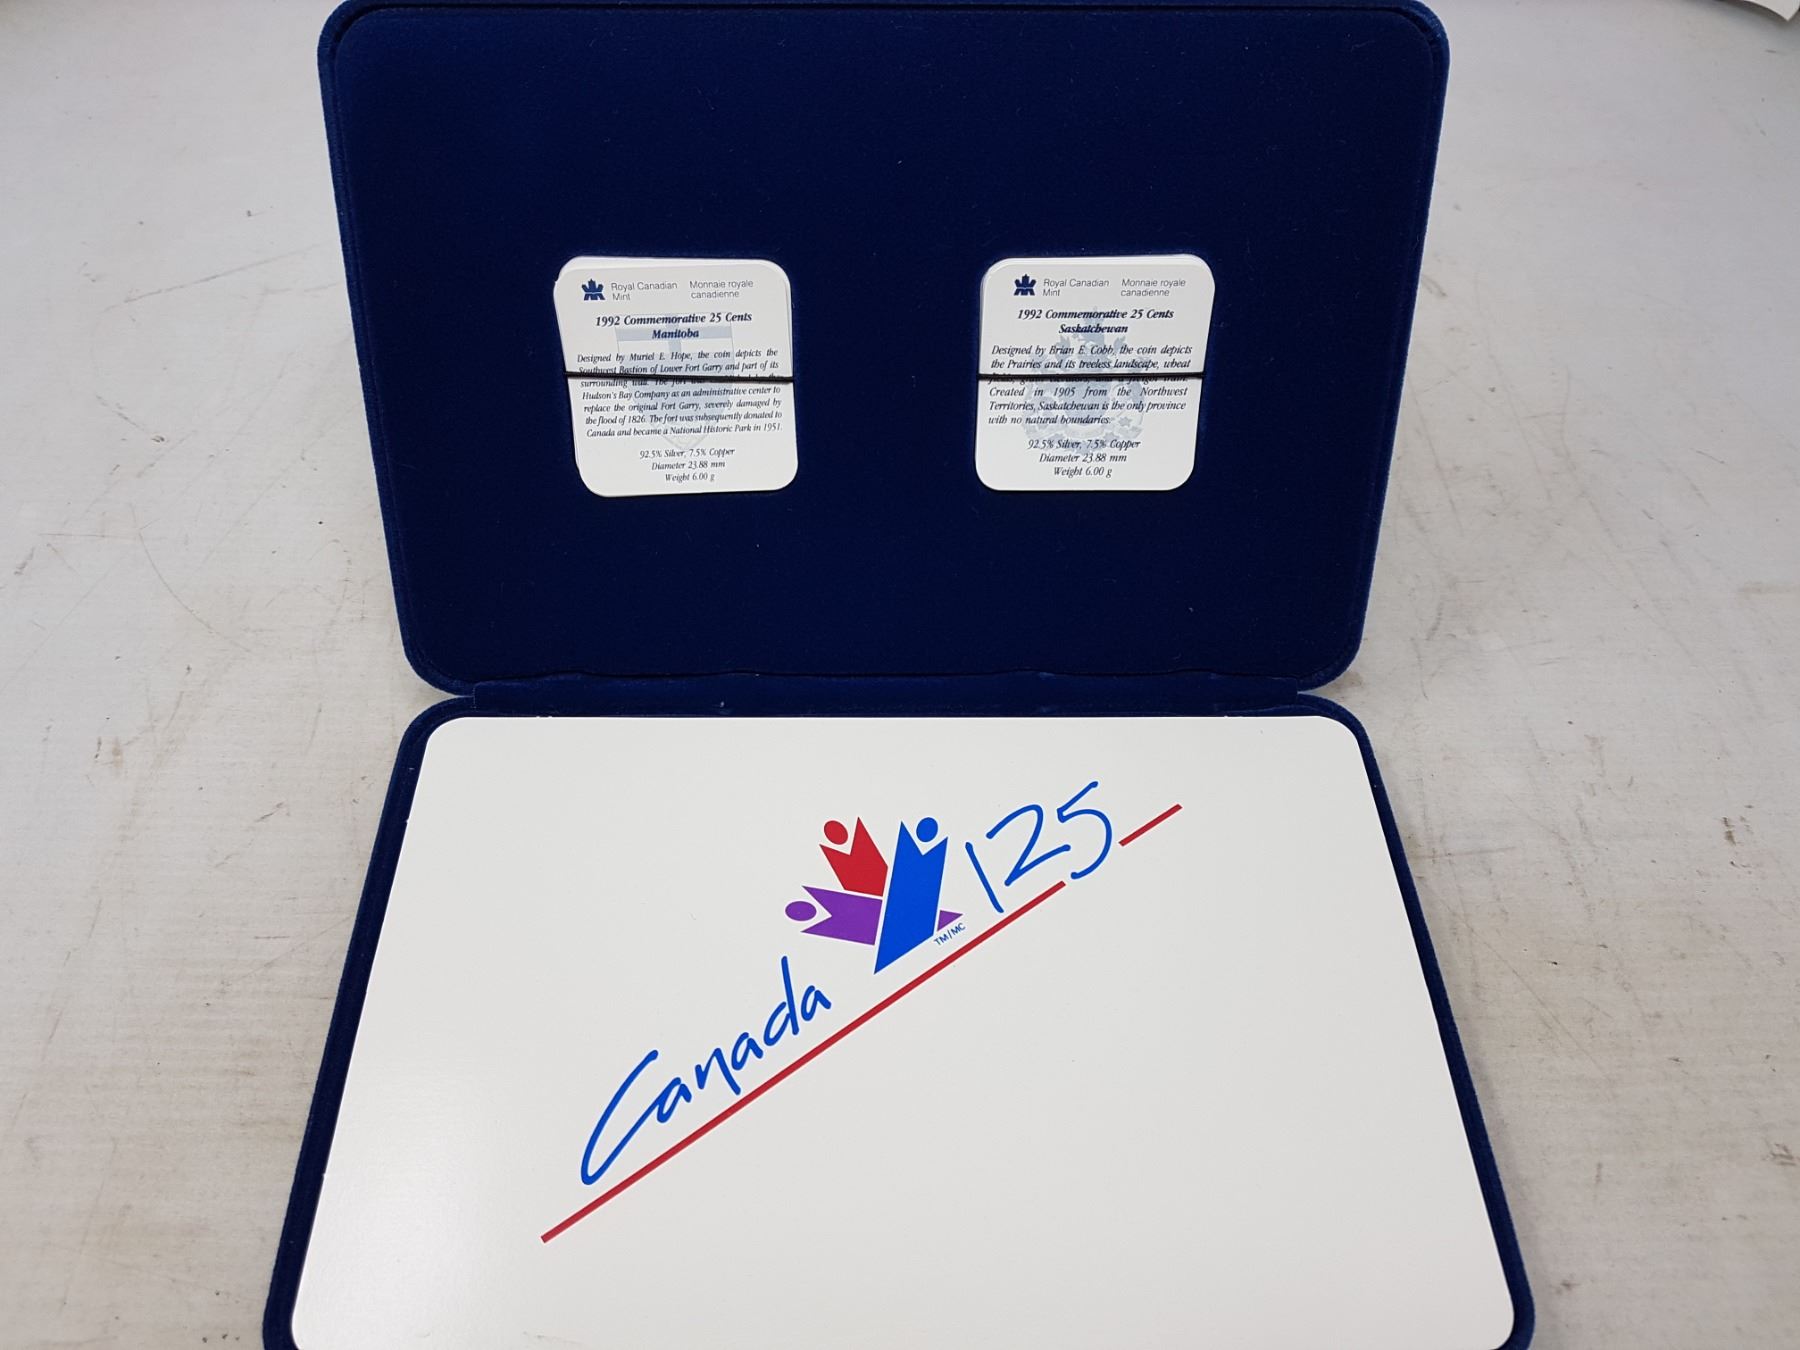 Royal Canadian Mint
Monnaie royale canadienne
1992 Commemorative 25 Cents
Manitoba
Designed by Muriel E. Hope, the coin depicts the
Southwest Bastion of Lower Fort Garry and part of its
surrounding wall. The fort was
Hudson's Bay Company as an administrative center to
replace the original Fort Garry, severely damaged by
the flood of 1826. The fort was subsequently donated to
Canada and became a National Historic Park in 1951.
92.5% Silver, 7.5% Copper
Diameter 23.88 mm
Weight 6.00 g
Royal Canadian Mint
Monnaie royale canadienne
1992 Commemorative 25 Cents
Saskatchewan
Designed by Brian E. Cobb, the coin depicts
the Prairies and its treeless landscape, wheat
Created in 1905 from the Northwest
Territories, Saskatchewan is the only province
with no natural boundaries.
92.5% Silver, 7.5% Copper
Diameter 23.88 mm
Weight 6.00 g
Canada 125
TM/MC